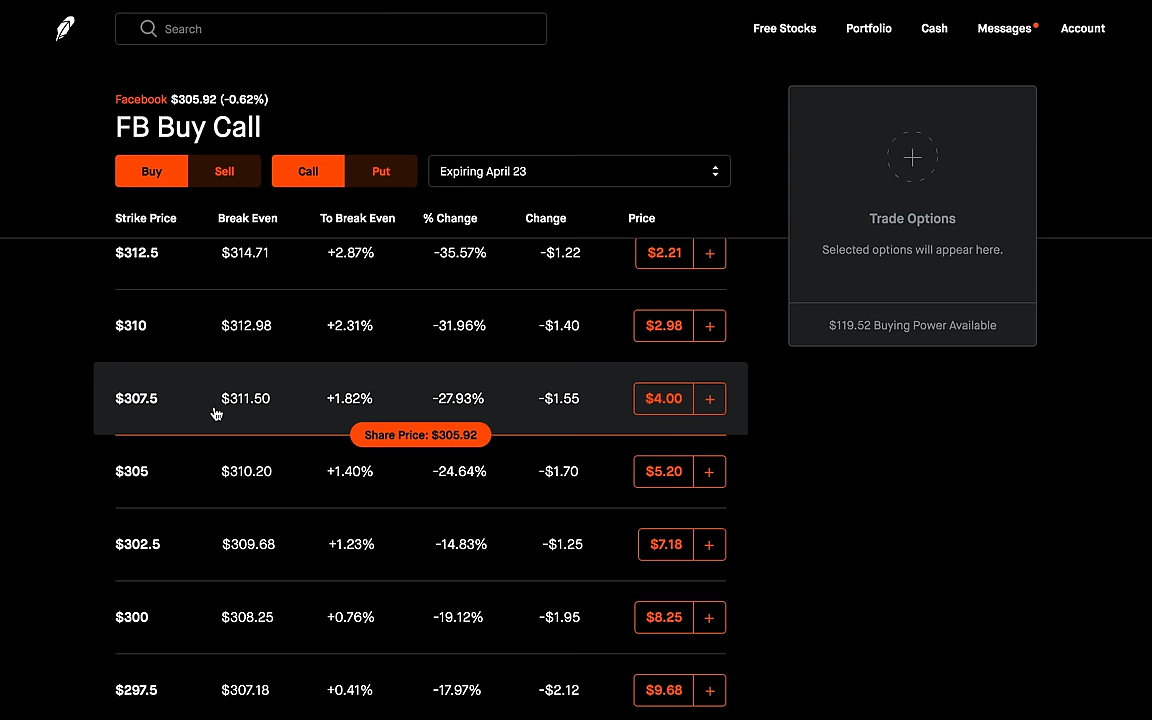 Search
Free Stocks Portfolio Cash Messages Account
Facebook $305.92 (-0.62%)
FB Buy Call
Buy Sell Call Put Expiring April 23
Strike Price Break Even To Break Even % Change Change Price
$312.5 $314.71 +2.87% -35.57% -$1.22 $2.21 +
$310 $312.98 +2.31% -31.96% -$1.40 $2.98 +
$307.5 $311.50 +1.82% -27.93% -$1.55 $4.00 +
Share Price: $305.92
$305 $310.20 +1.40% -24.64% -$1.70 $5.20 +
$302.5 $309.68 +1.23% -14.83% -$1.25 $7.18 +
$300 $308.25 +0.76% -19.12% -$1.95 $8.25 +
$297.5 $307.18 +0.41% -17.97% -$2.12 $9.68 +
Trade Options
Selected options will appear here.
$119.52 Buying Power Available